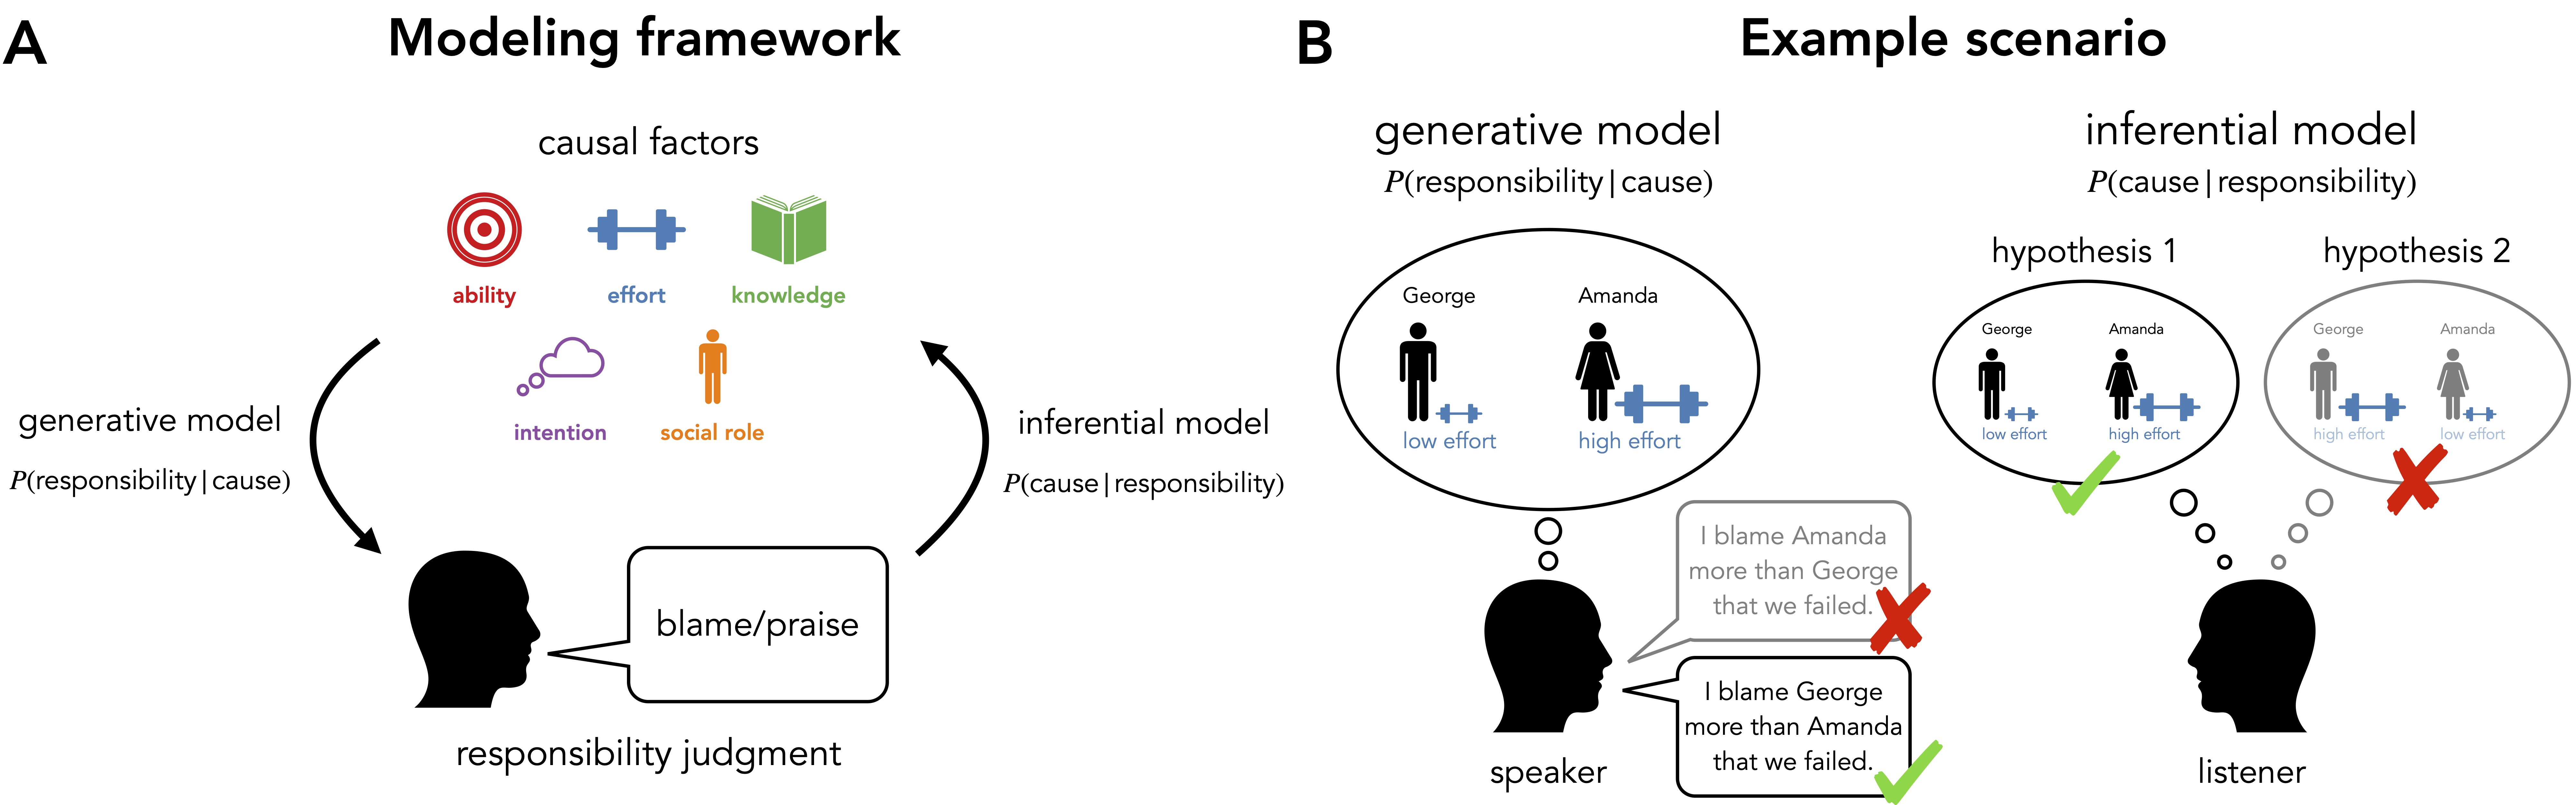 A
Modeling framework
causal factors
ability
effort
knowledge
intention
social role
generative model
P(responsibility | cause)
inferential model
P(cause | responsibility)
blame/praise
responsibility judgment
B
Example scenario
generative model
P(responsibility | cause)
George
Amanda
low effort
high effort
I blame Amanda
more than George
that we failed.
I blame George
more than Amanda
that we failed.
speaker
inferential model
P(cause | responsibility)
hypothesis 1
George
Amanda
low effort
high effort
hypothesis 2
George
Amanda
high effort
low effort
listener